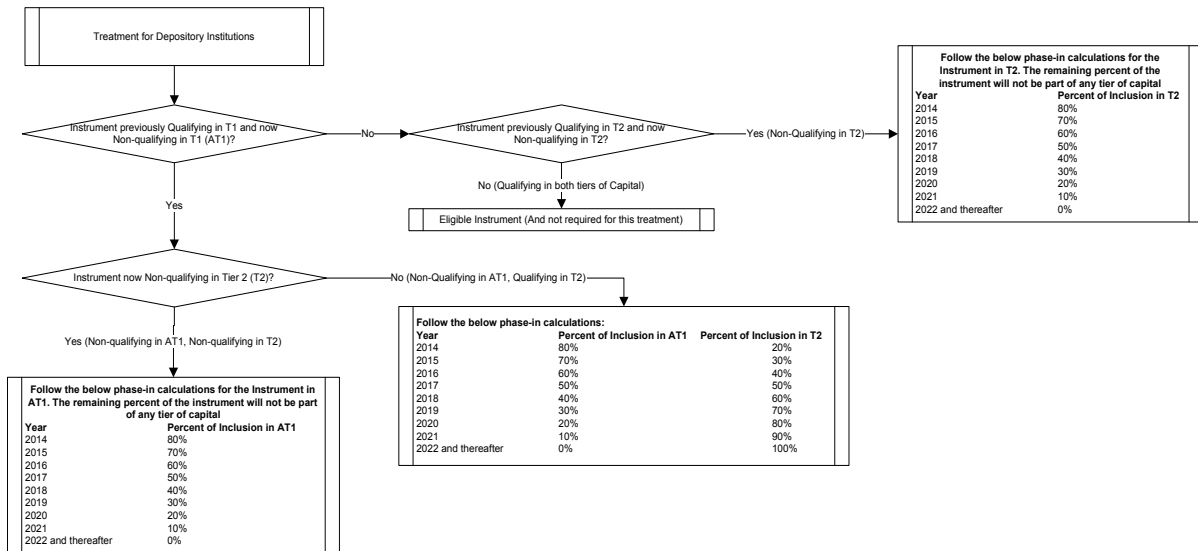 Treatment for Depository Institutions
Instrument previously Qualifying in T1 and now
Non-qualifying in T1 (AT1)?
No
Instrument previously Qualifying in T2 and now
Non-qualifying in T2?
Yes (Non-Qualifying in T2)
Follow the below phase-in calculations for the
Instrument in T2. The remaining percent of the
instrument will not be part of any tier of capital
Year Percent of Inclusion in T2
2014 80%
2015 70%
2016 60%
2017 50%
2018 40%
2019 30%
2020 20%
2021 10%
2022 and thereafter 0%
No (Qualifying in both tiers of Capital)
Eligible Instrument (And not required for this treatment)
Yes
Instrument now Non-qualifying in Tier 2 (T2)?
No (Non-Qualifying in AT1, Qualifying in T2)
Follow the below phase-in calculations:
Year Percent of Inclusion in AT1 Percent of Inclusion in T2
2014 80% 20%
2015 70% 30%
2016 60% 40%
2017 50% 50%
2018 40% 60%
2019 30% 70%
2020 20% 80%
2021 10% 90%
2022 and thereafter 0% 100%
Yes (Non-qualifying in AT1, Non-qualifying in T2)
Follow the below phase-in calculations for the Instrument in
AT1. The remaining percent of the instrument will not be part
of any tier of capital
Year Percent of Inclusion in AT1
2014 80%
2015 70%
2016 60%
2017 50%
2018 40%
2019 30%
2020 20%
2021 10%
2022 and thereafter 0%